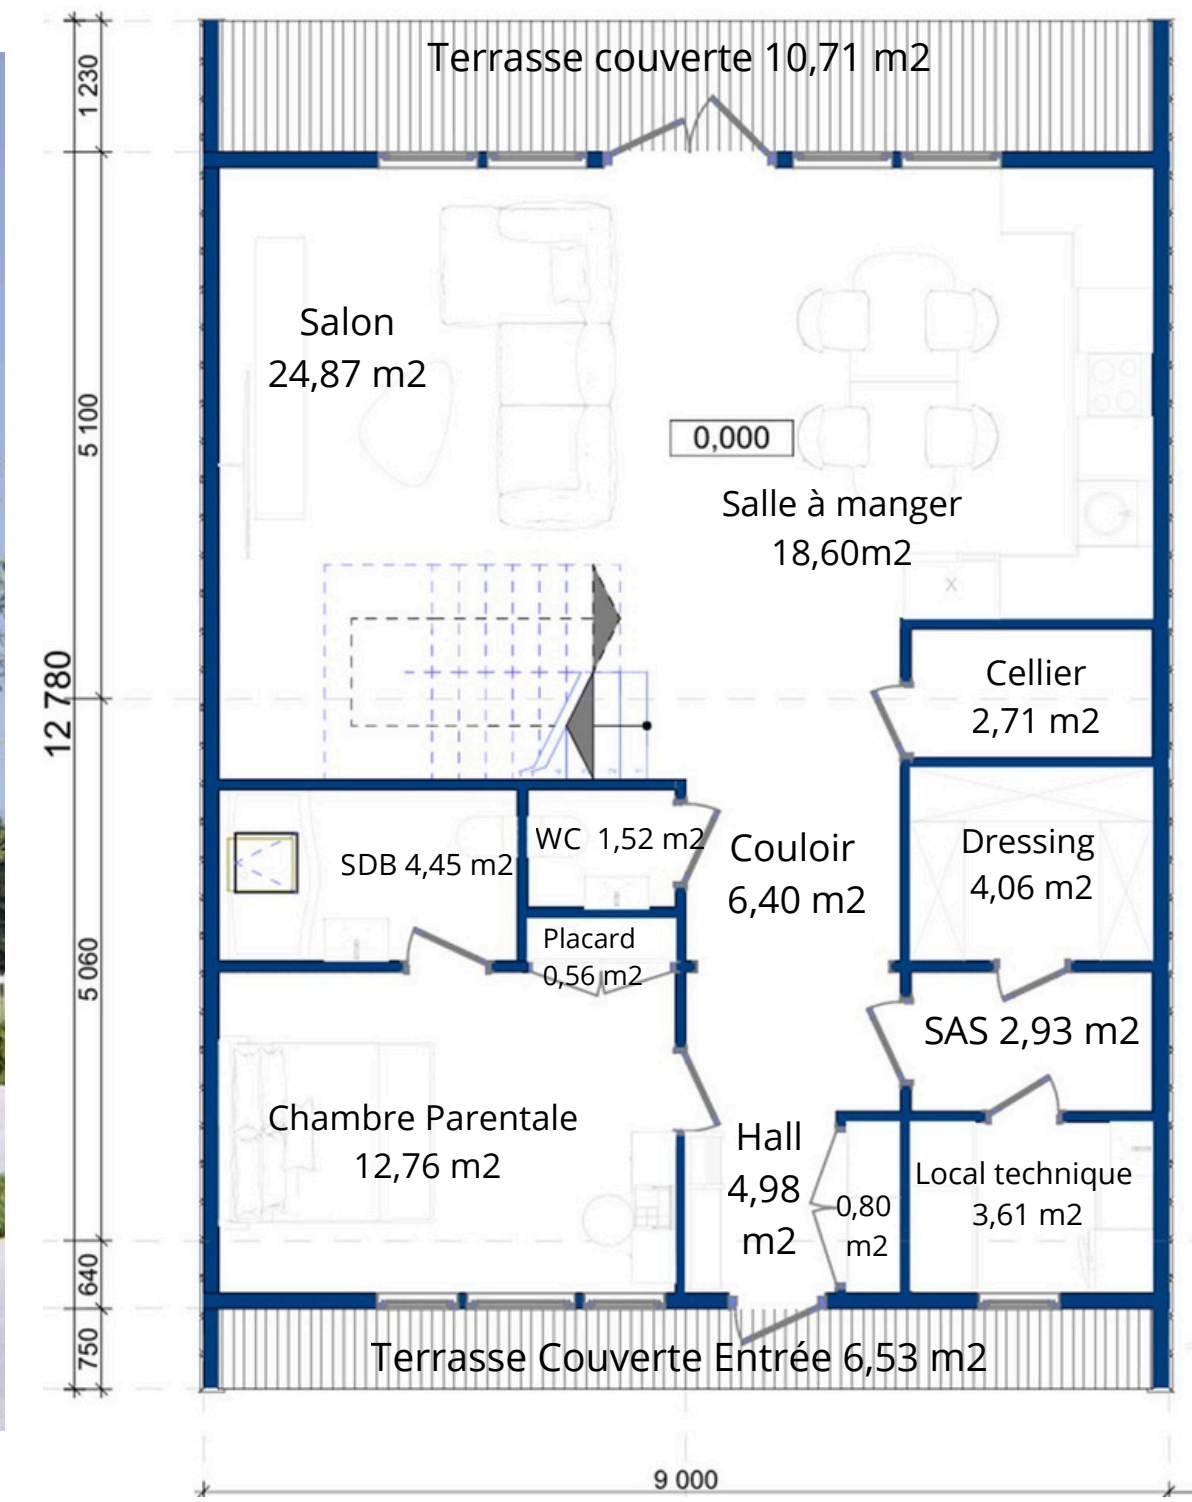 Terrasse couverte 10,71 m2
1 230
Salon
24,87 m2
5 100
0,000
Salle à manger
18,60m2
X
12 780
Cellier
2,71 m2
WC 1,52 m2
SDB 4,45 m2
Couloir
6,40 m2
Dressing
4,06 m2
Placard
0,56 m2
5 060
SAS 2,93 m2
Chambre Parentale
12,76 m2
Hall
4,98
m2
0,80
m2
Local technique
3,61 m2
640
750
Terrasse Couverte Entrée 6,53 m2
9 000